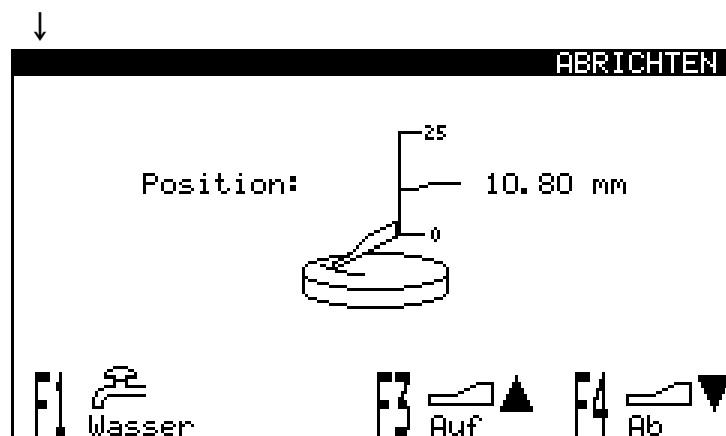 ↓
ABRICHTEN
25
Position: 10.80 mm
0
F1 F3 F4
Wasser Auf Ab